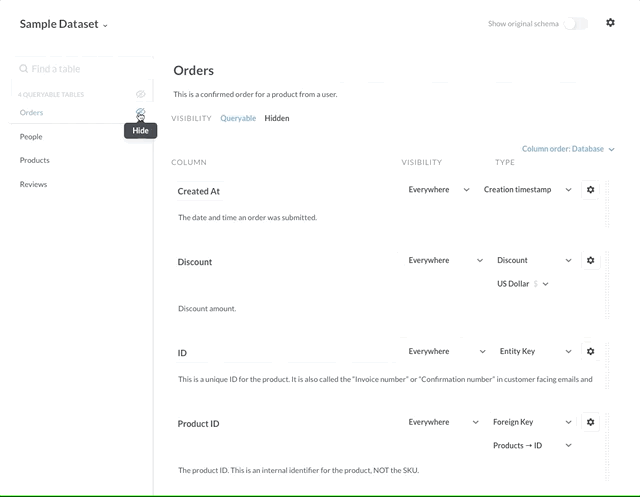 Sample Dataset
Show original schema
Find a table
4 QUERYABLE TABLES
Orders
Hide
People
Products
Reviews
Orders
This is a confirmed order for a product from a user.
VISIBILITY Queryable Hidden
Column order: Database
COLUMN VISIBILITY TYPE
Created At Everywhere Creation timestamp
The date and time an order was submitted.
Discount Everywhere Discount
US Dollar $
Discount amount.
ID Everywhere Entity Key
This is a unique ID for the product. It is also called the “Invoice number” or “Confirmation number” in customer facing emails and
Product ID Everywhere Foreign Key
Products → ID
The product ID. This is an internal identifier for the product, NOT the SKU.